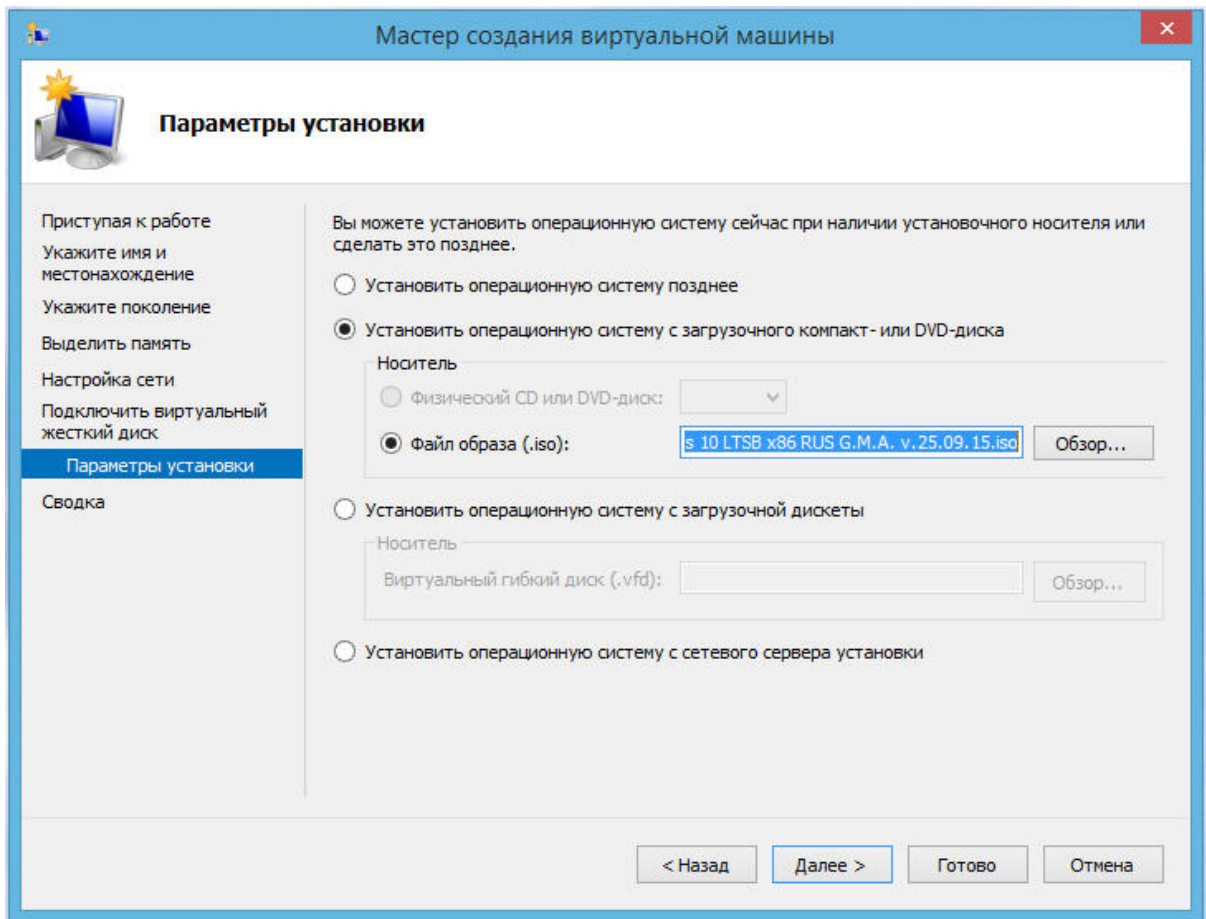 Мастер создания виртуальной машины
Параметры установки
Приступая к работе
Укажите имя и
местонахождение
Укажите поколение
Выделить память
Настройка сети
Подключить виртуальный
жесткий диск
Параметры установки
Сводка
Вы можете установить операционную систему сейчас при наличии установочного носителя или
сделать это позднее.
Установить операционную систему позднее
Установить операционную систему с загрузочного компакт- или DVD-диска
Носитель
Физический CD или DVD-диск:
Файл образа (.iso): s 10 LTSB x86 RUS G.M.A. v.25.09.15.iso Обзор...
Установить операционную систему с загрузочной дискеты
Носитель
Виртуальный гибкий диск (.vfd): Обзор...
Установить операционную систему с сетевого сервера установки
< Назад Далее > Готово Отмена